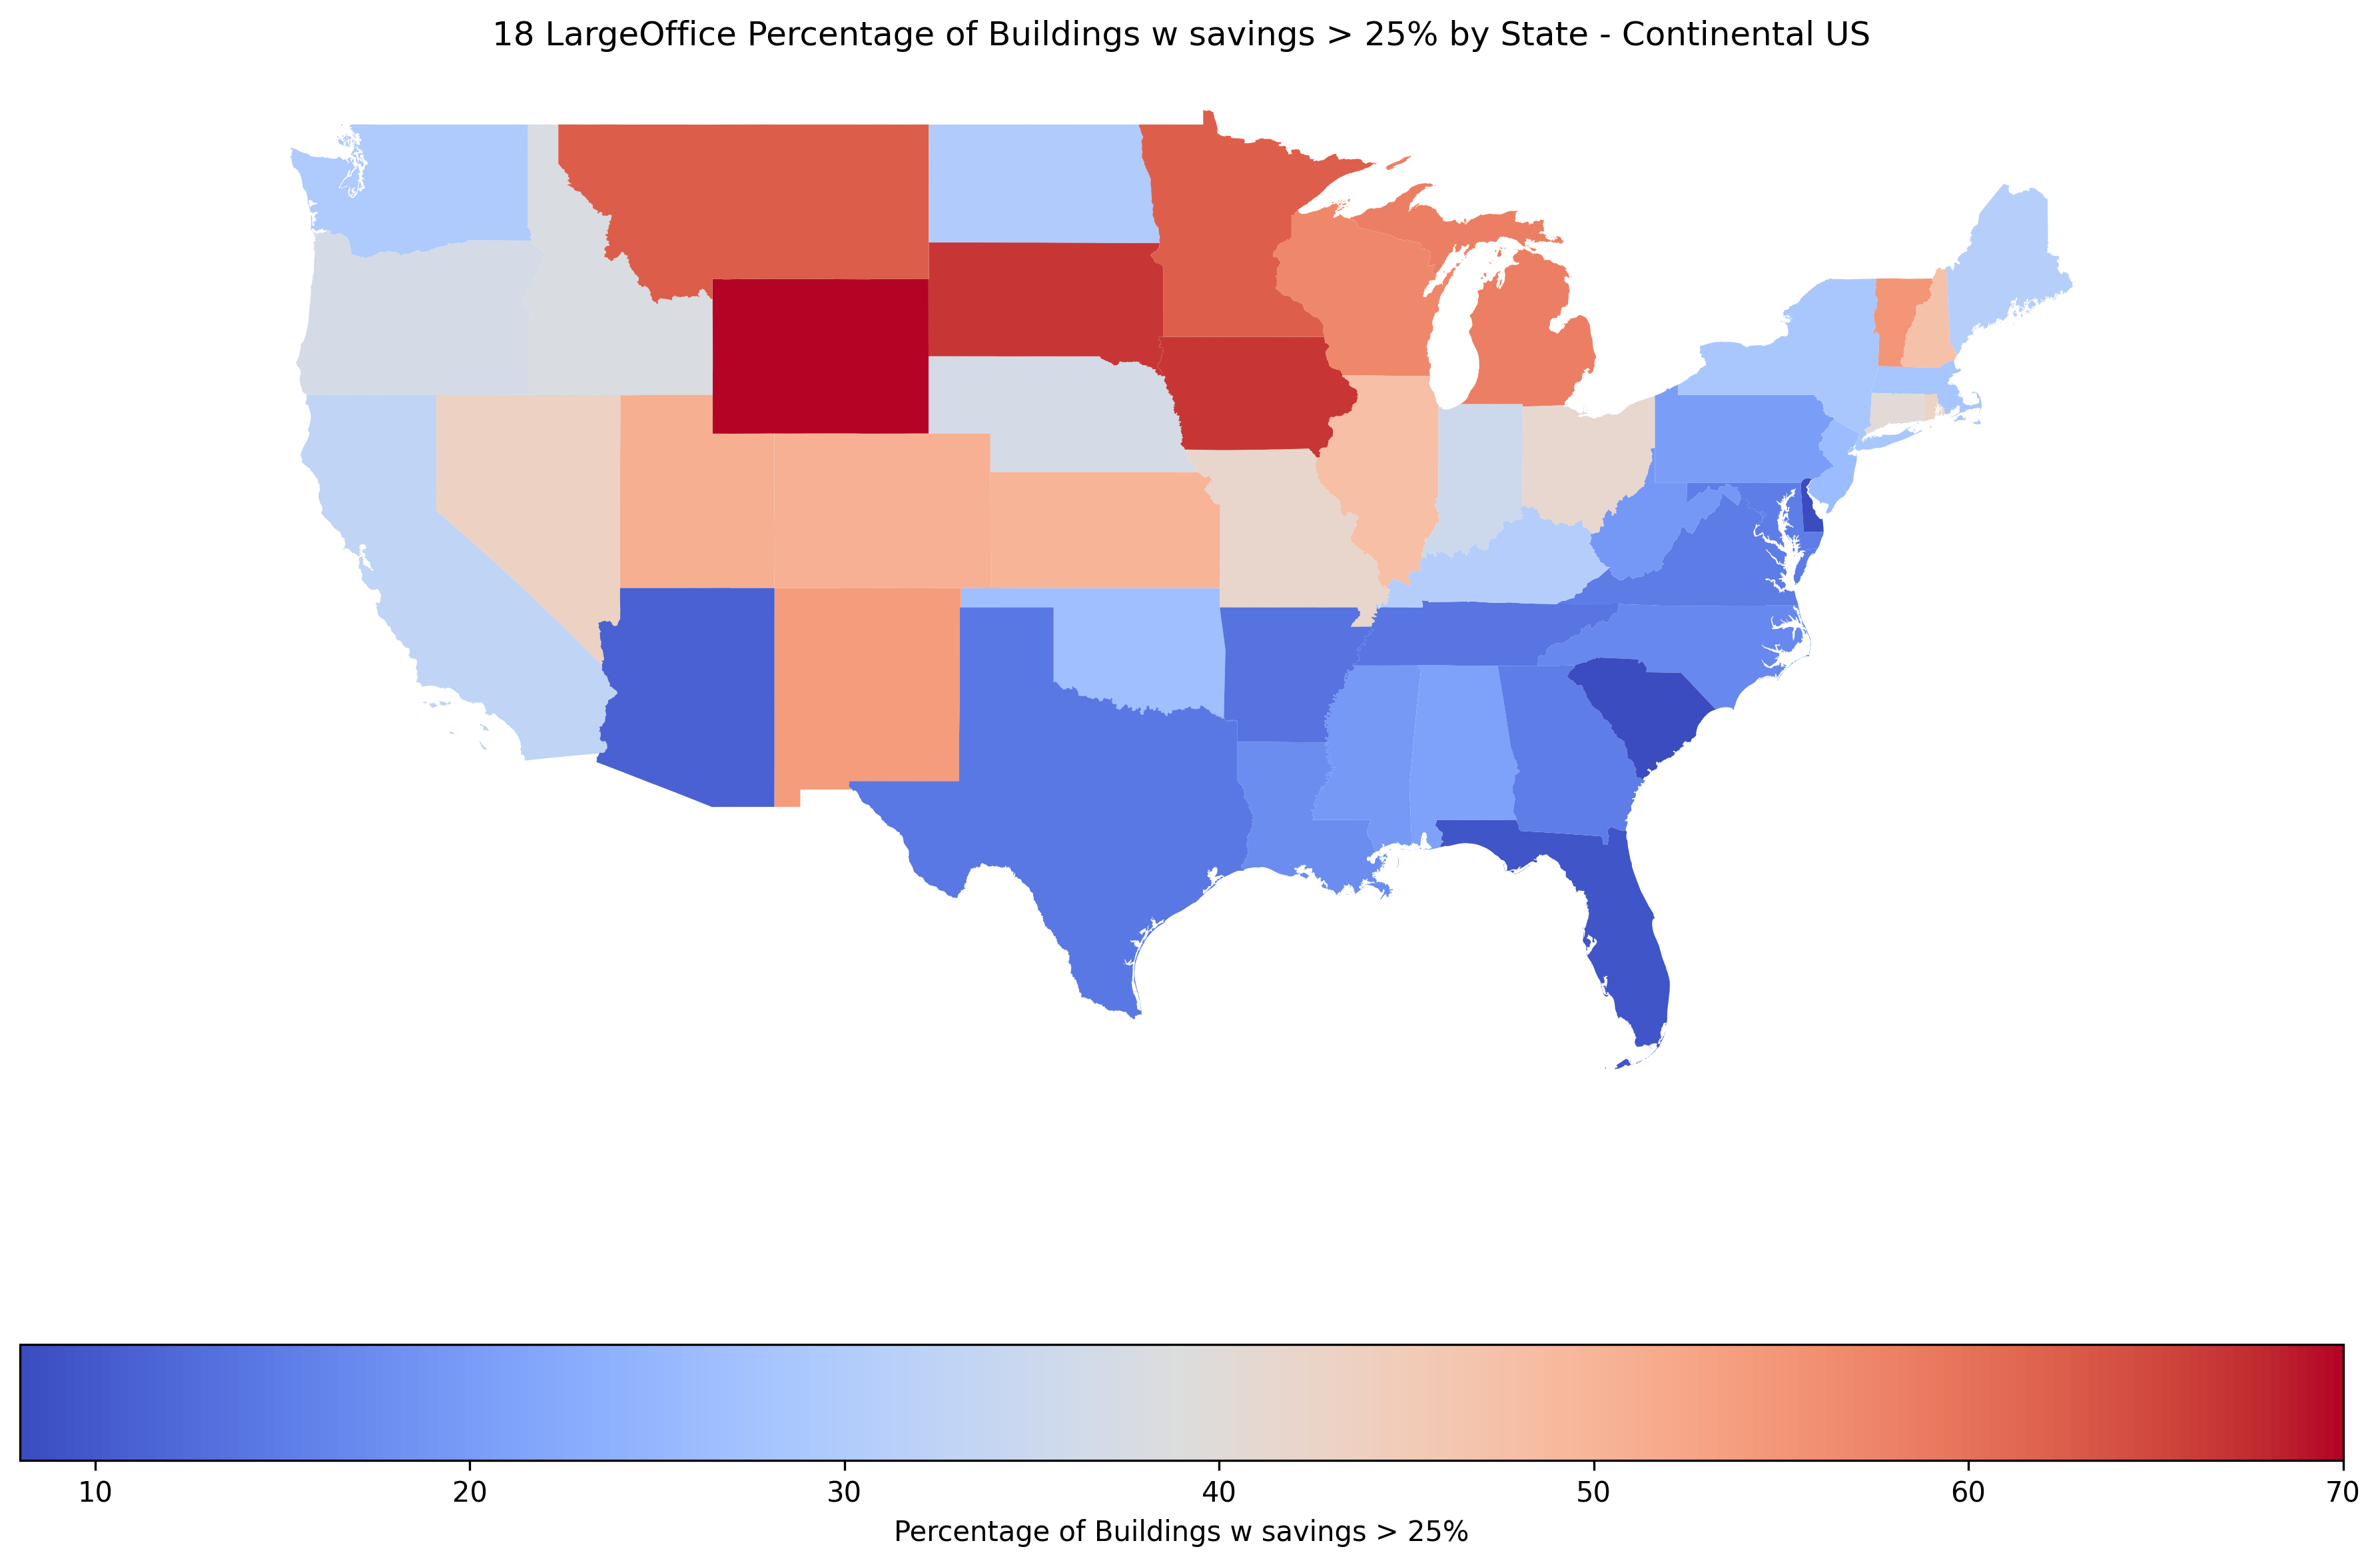 18 LargeOffice Percentage of Buildings w savings > 25% by State - Continental US
10 20 30 40 50 60 70
Percentage of Buildings w savings > 25%